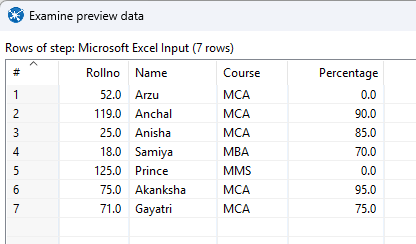 Examine preview data
Rows of step: Microsoft Excel Input (7 rows)
# Rollno Name Course Percentage
1 52.0 Arzu MCA 0.0
2 119.0 Anchal MCA 90.0
3 25.0 Anisha MCA 85.0
4 18.0 Samiya MBA 70.0
5 125.0 Prince MMS 0.0
6 75.0 Akanksha MCA 95.0
7 71.0 Gayatri MCA 75.0